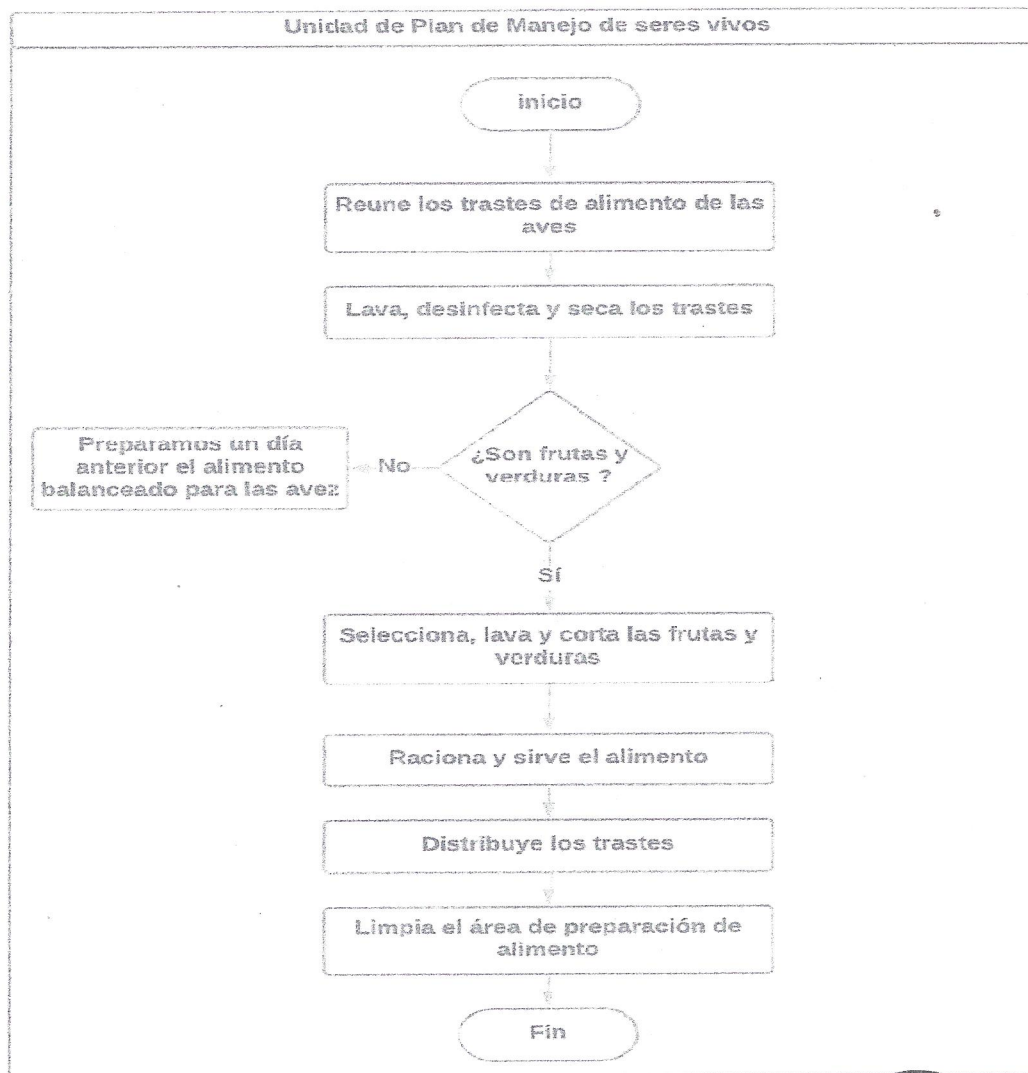 Unidad de Plan de Manejo de seres vivos
inicio
Reune los trastes de alimento de las
aves
Lava, desinfecta y seca los trastes
¿Son frutas y
verduras ?
No
Preparamos un día
anterior el alimento
balanceado para las avez
Sí
Selecciona, lava y corta las frutas y
verduras
Raciona y sirve el alimento
Distribuye los trastes
Limpia el área de preparación de
alimento
Fín